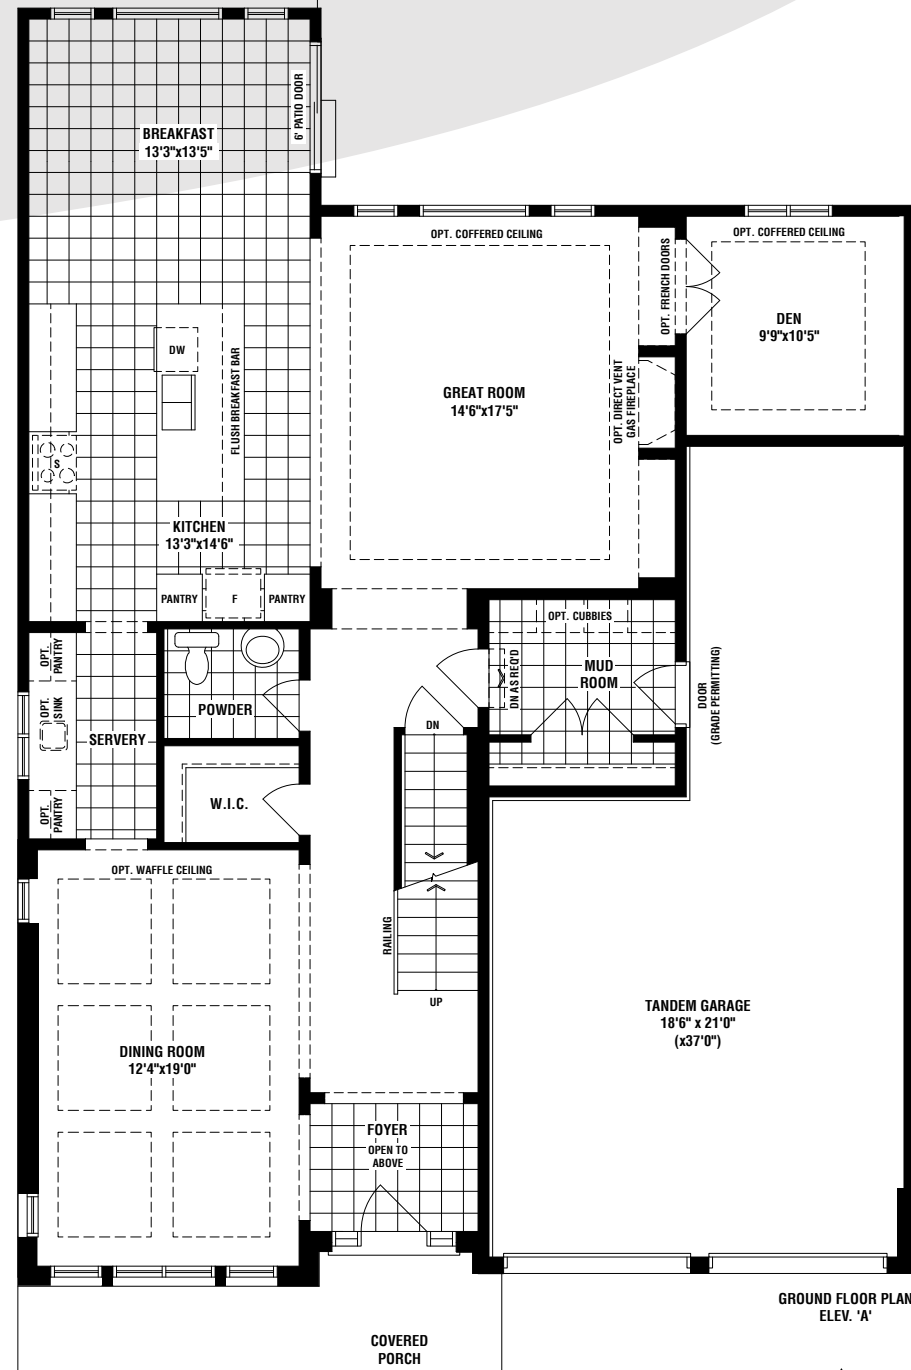 BREAKFAST
13'3"x13'5"
6' PATIO DOOR
OPT. COFFERED CEILING
OPT. FRENCH DOORS
OPT. COFFERED CEILING
DEN
9'9"x10'5"
DW
FLUSH BREAKFAST BAR
GREAT ROOM
14'6"x17'5"
OPT. DIRECT VENT
GAS FIREPLACE
S
KITCHEN
13'3"x14'6"
PANTRY
F
PANTRY
OPT. CUBBIES
OPT.
PANTRY
OPT.
SINK
SERVERY
OPT.
PANTRY
POWDER
DN AS REQ'D
MUD
ROOM
DOOR
(GRADE PERMITTING)
DN
W.I.C.
OPT. WAFFLE CEILING
RAILING
UP
DINING ROOM
12'4"x19'0"
TANDEM GARAGE
18'6" x 21'0"
(x37'0")
FOYER
OPEN TO
ABOVE
GROUND FLOOR PLAN
ELEV. 'A'
COVERED
PORCH